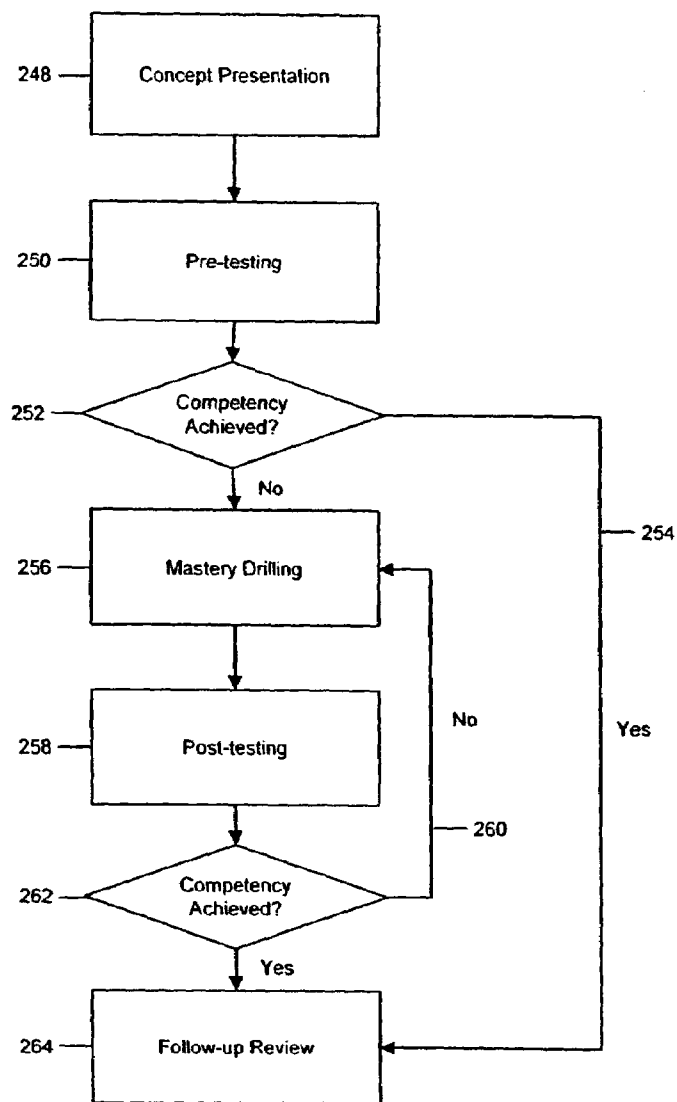 248
Concept Presentation
250
Pre-testing
252
Competency
Achieved?
No
254
256
Mastery Drilling
No
Yes
258
Post-testing
260
262
Competency
Achieved?
Yes
264
Follow-up Review